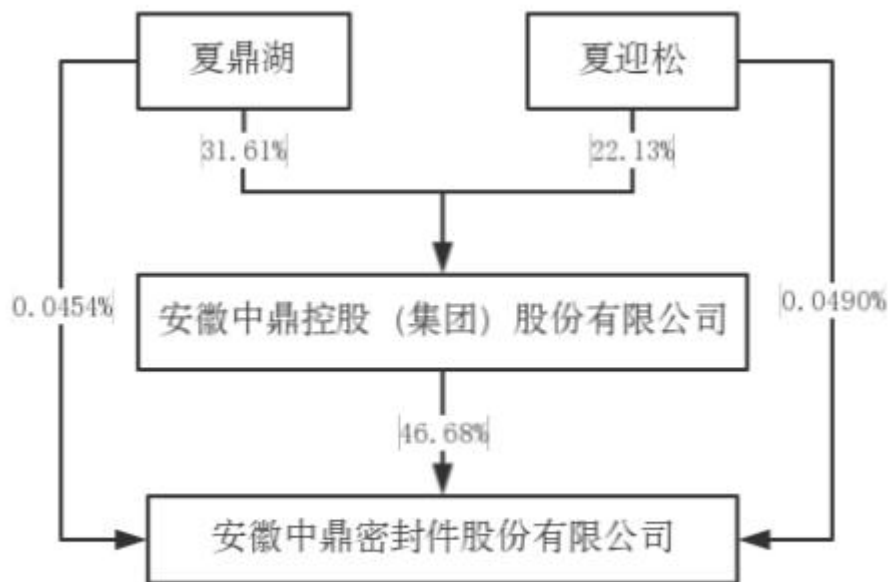 夏鼎湖
夏迎松
31.61%
22.13%
0.0454%
安徽中鼎控股（集团）股份有限公司
0.0490%
46.68%
安徽中鼎密封件股份有限公司